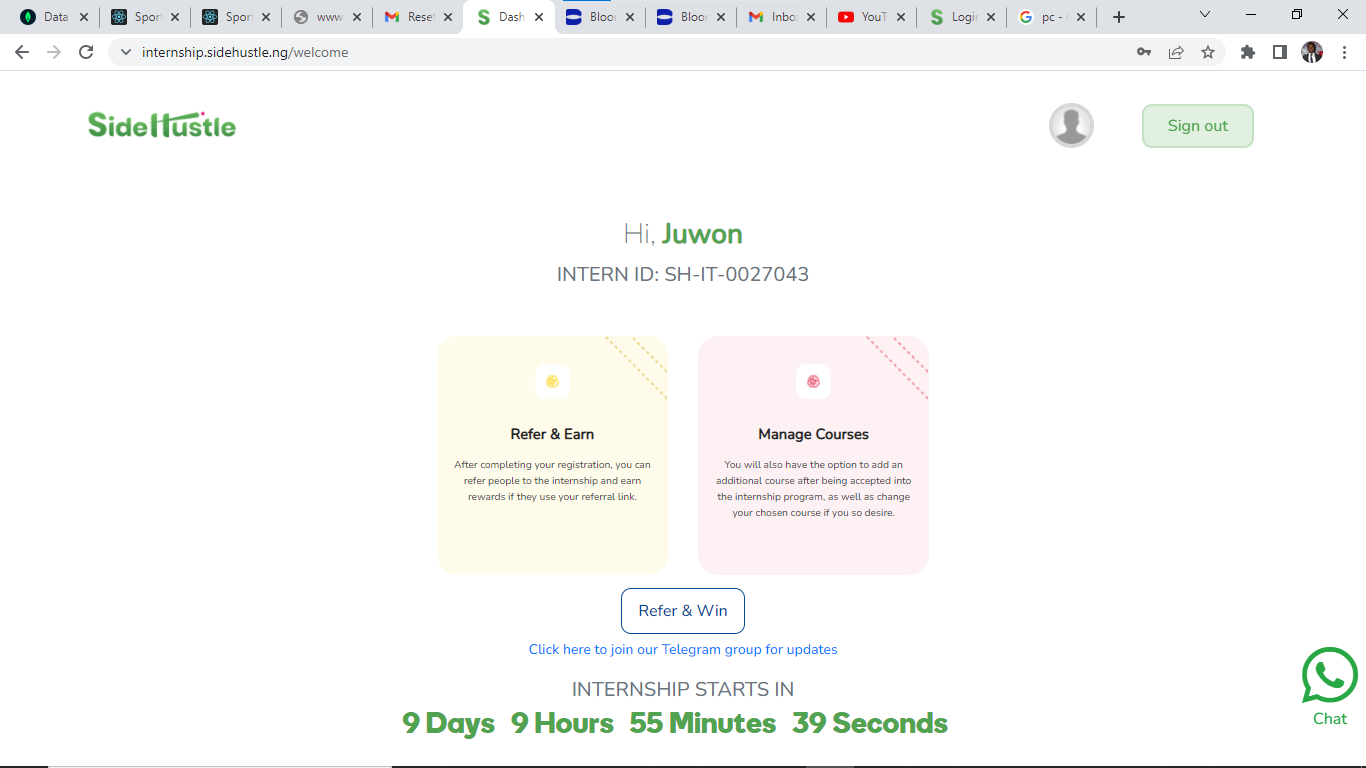 Data
Sport
Sport
www
Reset
Dash
Bloom
Bloom
Inbo
YouT
Login
pc -
internship.sidehustle.ng/welcome
SideHustle
Sign out
Hi, Juwon
INTERN ID: SH-IT-0027043
Refer & Earn
After completing your registration, you can
refer people to the internship and earn
rewards if they use your referral link.
Manage Courses
You will also have the option to add an
additional course after being accepted into
the internship program, as well as change
your chosen course if you so desire.
Refer & Win
Click here to join our Telegram group for updates
INTERNSHIP STARTS IN
9 Days 9 Hours 55 Minutes 39 Seconds
Chat